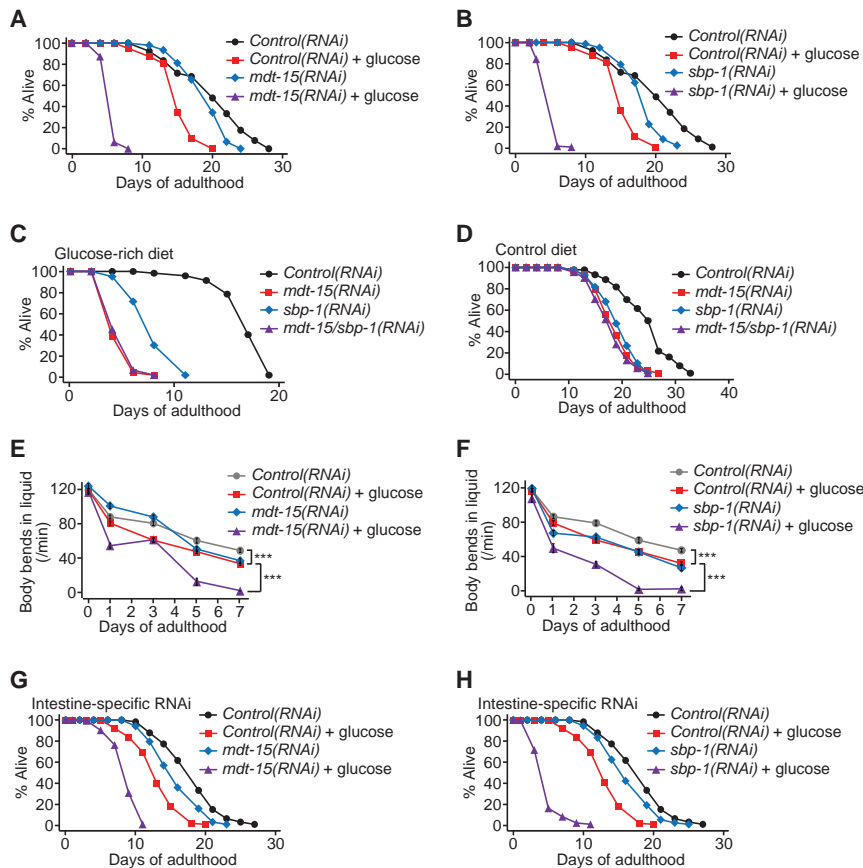 A
Control(RNAi)
Control(RNAi) + glucose
mdt-15(RNAi)
mdt-15(RNAi) + glucose
% Alive
100
80
60
40
20
0
0 10 20 30
Days of adulthood
B
Control(RNAi)
Control(RNAi) + glucose
sbp-1(RNAi)
sbp-1(RNAi) + glucose
% Alive
100
80
60
40
20
0
0 10 20 30
Days of adulthood
C
Glucose-rich diet
Control(RNAi)
mdt-15(RNAi)
sbp-1(RNAi)
mdt-15/sbp-1(RNAi)
% Alive
100
80
60
40
20
0
0 10 20
Days of adulthood
D
Control diet
Control(RNAi)
mdt-15(RNAi)
sbp-1(RNAi)
mdt-15/sbp-1(RNAi)
% Alive
100
80
60
40
20
0
0 10 20 30 40
Days of adulthood
E
Control(RNAi)
Control(RNAi) + glucose
mdt-15(RNAi)
mdt-15(RNAi) + glucose
Body bends in liquid
(/min)
120
80
40
0
***
***
0 1 2 3 4 5 6 7
Days of adulthood
F
Control(RNAi)
Control(RNAi) + glucose
sbp-1(RNAi)
sbp-1(RNAi) + glucose
Body bends in liquid
(/min)
120
80
40
0
***
***
0 1 2 3 4 5 6 7
Days of adulthood
G
Intestine-specific RNAi
Control(RNAi)
Control(RNAi) + glucose
mdt-15(RNAi)
mdt-15(RNAi) + glucose
% Alive
100
80
60
40
20
0
0 10 20 30
Days of adulthood
H
Intestine-specific RNAi
Control(RNAi)
Control(RNAi) + glucose
sbp-1(RNAi)
sbp-1(RNAi) + glucose
% Alive
100
80
60
40
20
0
0 10 20 30
Days of adulthood